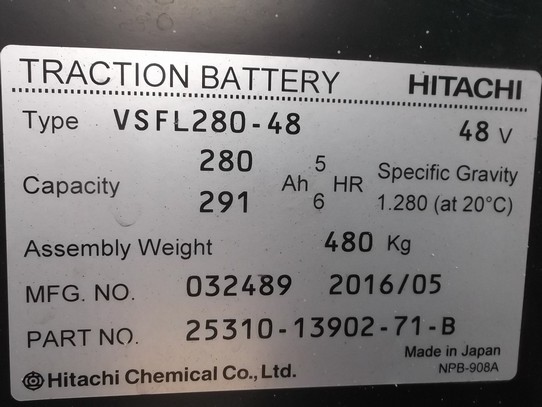 TRACTION BATTERY HITACHI
Type VSFL280-48 48 V
Capacity 280 Ah 5 HR Specific Gravity
291 6 1.280 (at 20°C)
Assembly Weight 480 Kg
MFG. NO. 032489 2016/05
PART NO. 25310-13902-71-B
Made in Japan
Hitachi Chemical Co., Ltd. NPB-908A